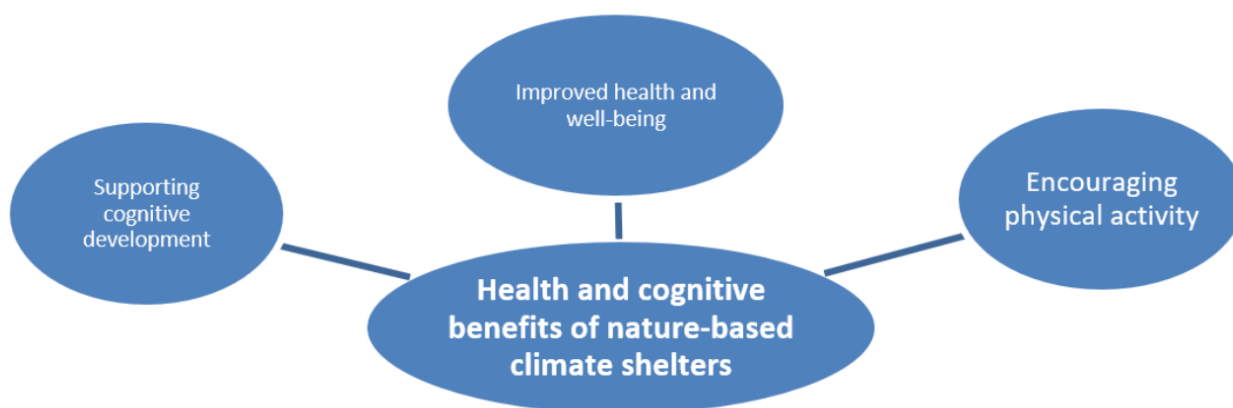 Improved health and
well-being
Supporting
cognitive
development
Encouraging
physical activity
Health and cognitive
benefits of nature-based
climate shelters